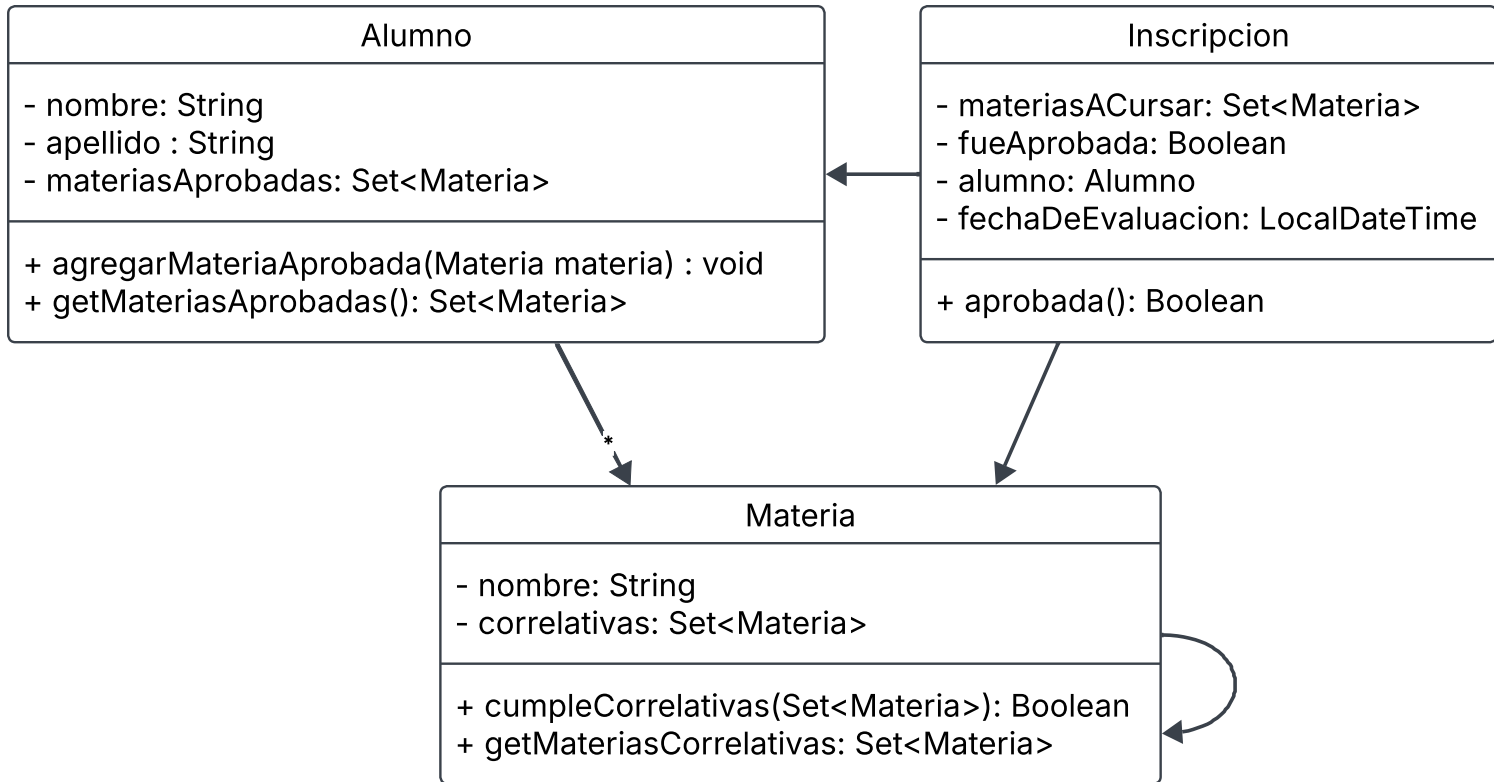 Alumno
- nombre: String
- apellido : String
- materiasAprobadas: Set<Materia>
+ agregarMateriaAprobada(Materia materia) : void
+ getMateriasAprobadas(): Set<Materia>
Inscripcion
- materiasACursar: Set<Materia>
- fueAprobada: Boolean
- alumno: Alumno
- fechaDeEvaluacion: LocalDateTime
+ aprobada(): Boolean
*
Materia
- nombre: String
- correlativas: Set<Materia>
+ cumpleCorrelativas(Set<Materia>): Boolean
+ getMateriasCorrelativas: Set<Materia>